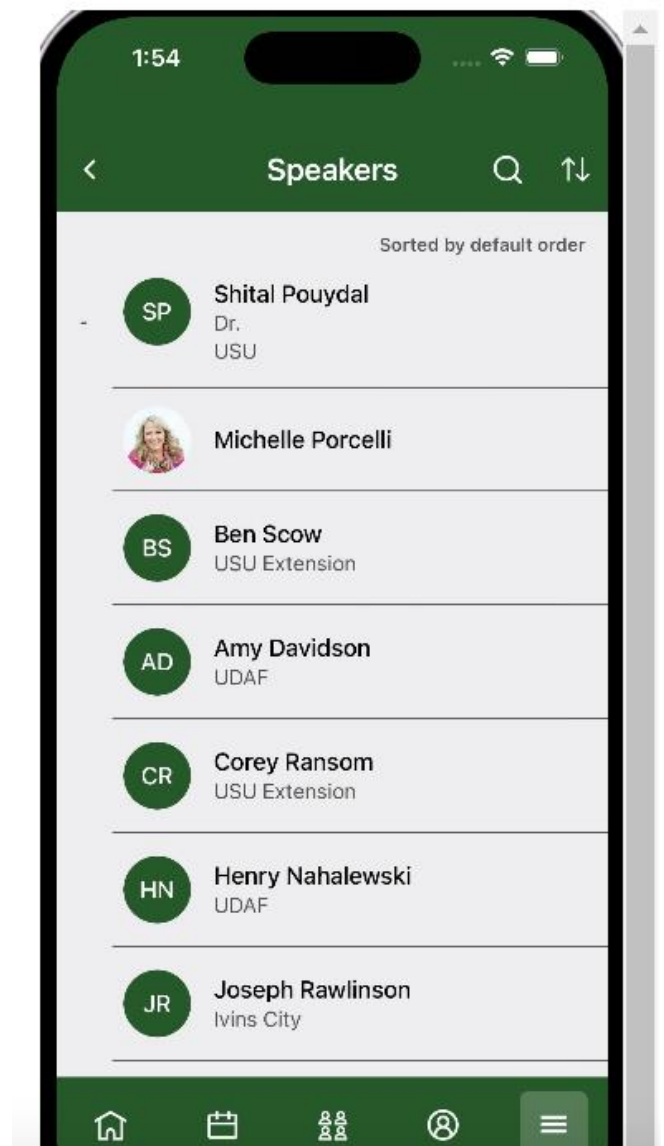 1:54
Speakers
Sorted by default order
-
SP
Shital Pouydal
Dr.
USU
Michelle Porcelli
BS
Ben Scow
USU Extension
AD
Amy Davidson
UDAF
CR
Corey Ransom
USU Extension
HN
Henry Nahalewski
UDAF
JR
Joseph Rawlinson
Ivins City